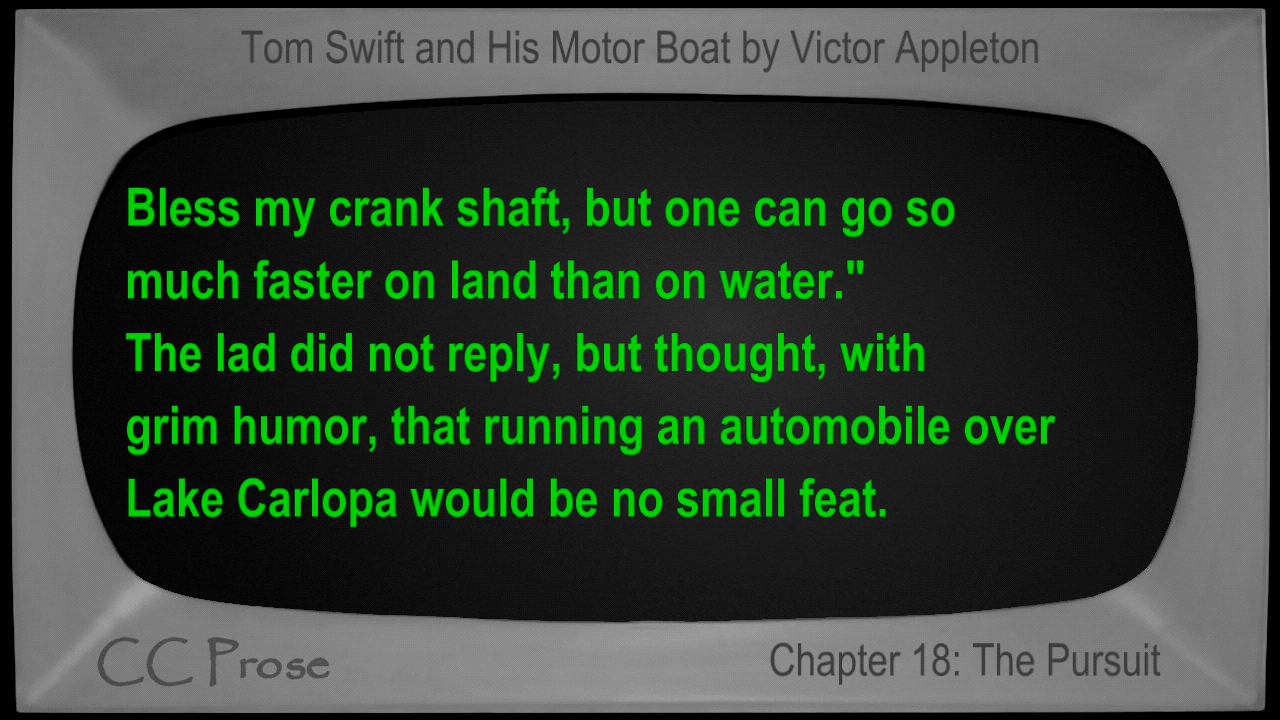 Tom Swift and His Motor Boat by Victor Appleton
Bless my crank shaft, but one can go so
much faster on land than on water."
The lad did not reply, but thought, with
grim humor, that running an automobile over
Lake Carlopa would be no small feat.
CC Prose
Chapter 18: The Pursuit